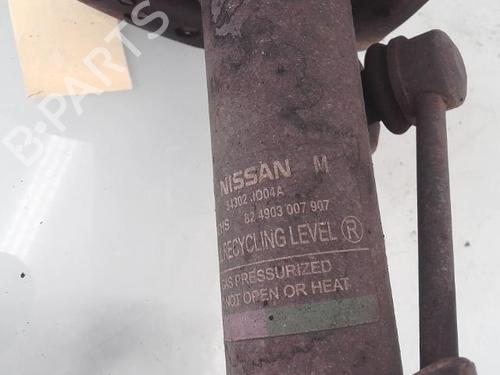 B-PARTS
NISSAN M
54302 JD04A
82 4903 007 907
RECYCLING LEVEL R
GAS PRESSURIZED
NOT OPEN OR HEAT